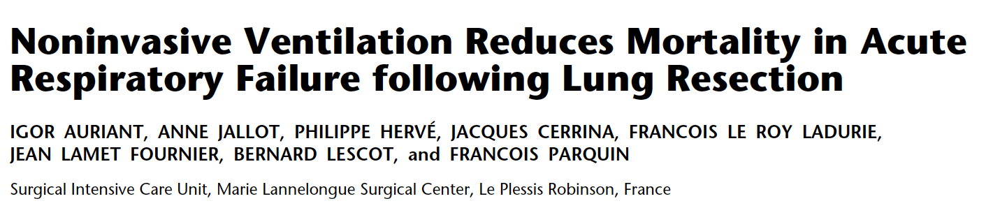 Noninvasive Ventilation Reduces Mortality in Acute
Respiratory Failure following Lung Resection
IGOR AURIANT, ANNE JALLOT, PHILIPPE HERVÉ, JACQUES CERRINA, FRANCOIS LE ROY LADURIE,
JEAN LAMET FOURNIER, BERNARD LESCOT, and FRANCOIS PARQUIN
Surgical Intensive Care Unit, Marie Lannelongue Surgical Center, Le Plessis Robinson, France